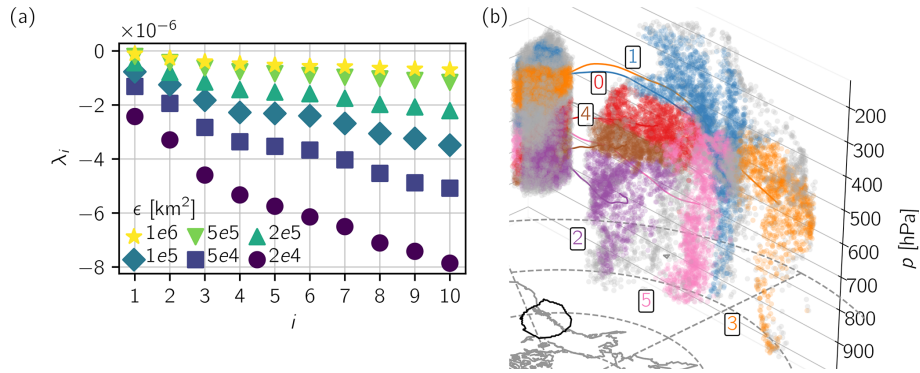 (a)
×10⁻⁶
0
−2
−4
−6
−8
λᵢ
ϵ [km²]
1e6 5e5 2e5
1e5 5e4 2e4
1 2 3 4 5 6 7 8 9 10
i
(b)
1
0
4
2
5
3
200
300
400
500
600
700
800
900
p [hPa]